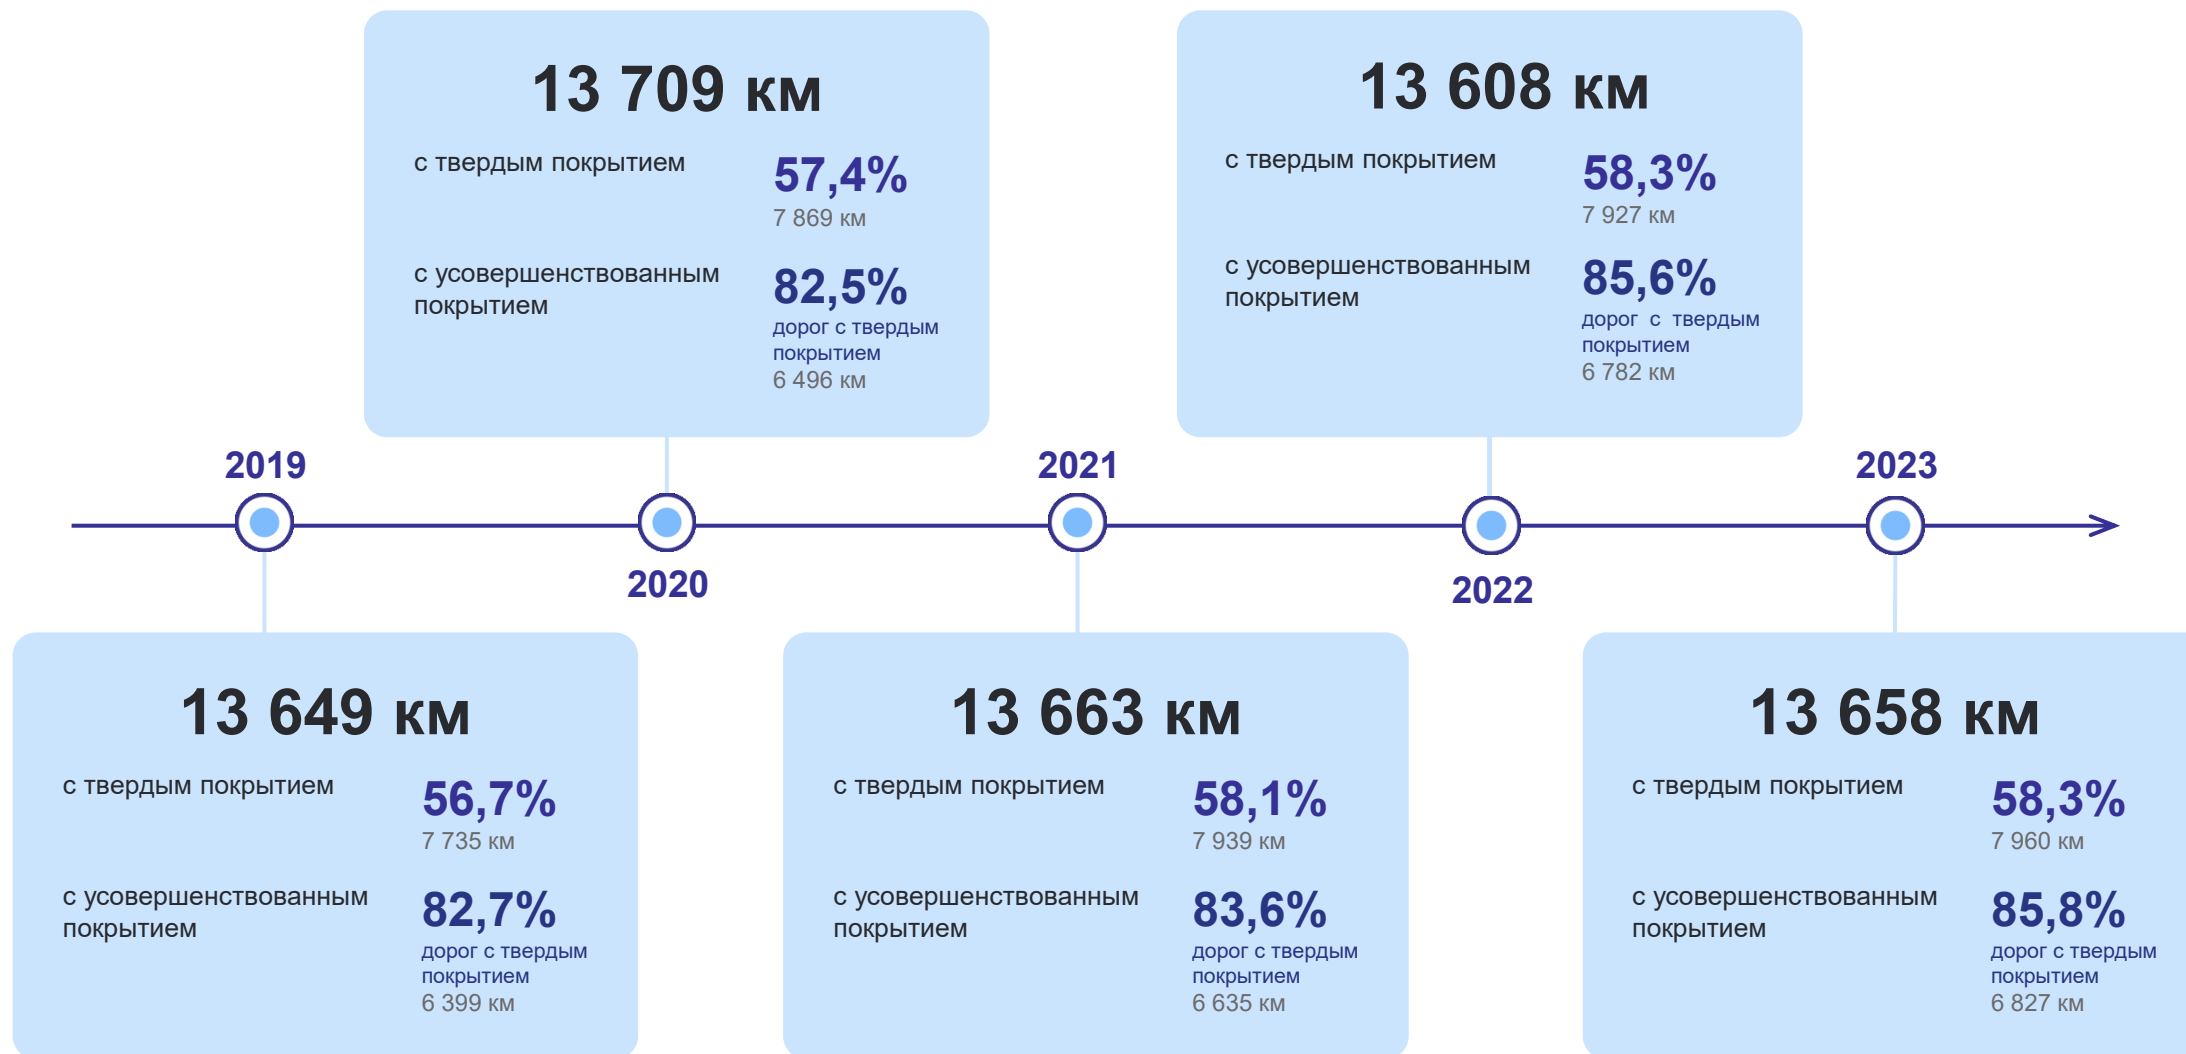 13 709 км
с твердым покрытием
57,4%
7 869 км
с усовершенствованным
покрытием
82,5%
дорог с твердым
покрытием
6 496 км
13 608 км
с твердым покрытием
58,3%
7 927 км
с усовершенствованным
покрытием
85,6%
дорог с твердым
покрытием
6 782 км
2019
2020
2021
2022
2023
13 649 км
с твердым покрытием
56,7%
7 735 км
с усовершенствованным
покрытием
82,7%
дорог с твердым
покрытием
6 399 км
13 663 км
с твердым покрытием
58,1%
7 939 км
с усовершенствованным
покрытием
83,6%
дорог с твердым
покрытием
6 635 км
13 658 км
с твердым покрытием
58,3%
7 960 км
с усовершенствованным
покрытием
85,8%
дорог с твердым
покрытием
6 827 км